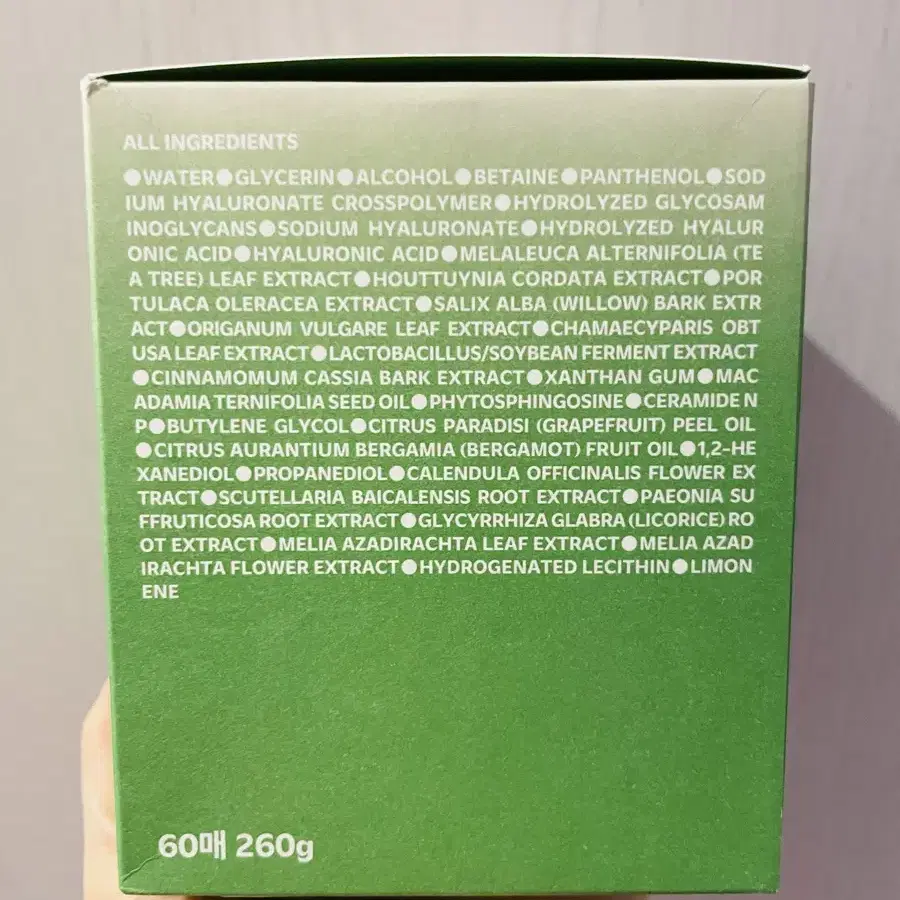 ALL INGREDIENTS
●WATER●GLYCERIN●ALCOHOL●BETAINE●PANTHENOL●SOD
IUM HYALURONATE CROSSPOLYMER●HYDROLYZED GLYCOSAM
INOGLYCANS●SODIUM HYALURONATE●HYDROLYZED HYALUR
ONIC ACID●HYALURONIC ACID●MELALEUCA ALTERNIFOLIA (TE
A TREE) LEAF EXTRACT●HOUTTUYNIA CORDATA EXTRACT●POR
TULACA OLERACEA EXTRACT●SALIX ALBA (WILLOW) BARK EXTR
ACT●ORIGANUM VULGARE LEAF EXTRACT●CHAMAECYPARIS OBT
USA LEAF EXTRACT●LACTOBACILLUS/SOYBEAN FERMENT EXTRACT
●CINNAMOMUM CASSIA BARK EXTRACT●XANTHAN GUM●MAC
ADAMIA TERNIFOLIA SEED OIL●PHYTOSPHINGOSINE●CERAMIDE N
P●BUTYLENE GLYCOL●CITRUS PARADISI (GRAPEFRUIT) PEEL OIL
●CITRUS AURANTIUM BERGAMIA (BERGAMOT) FRUIT OIL●1,2-HE
XANEDIOL●PROPANEDIOL●CALENDULA OFFICINALIS FLOWER EX
TRACT●SCUTELLARIA BAICALENSIS ROOT EXTRACT●PAEONIA SU
FFRUTICOSA ROOT EXTRACT●GLYCYRRHIZA GLABRA (LICORICE) RO
OT EXTRACT●MELIA AZADIRACHTA LEAF EXTRACT●MELIA AZAD
IRACHTA FLOWER EXTRACT●HYDROGENATED LECITHIN●LIMON
ENE
60매 260g